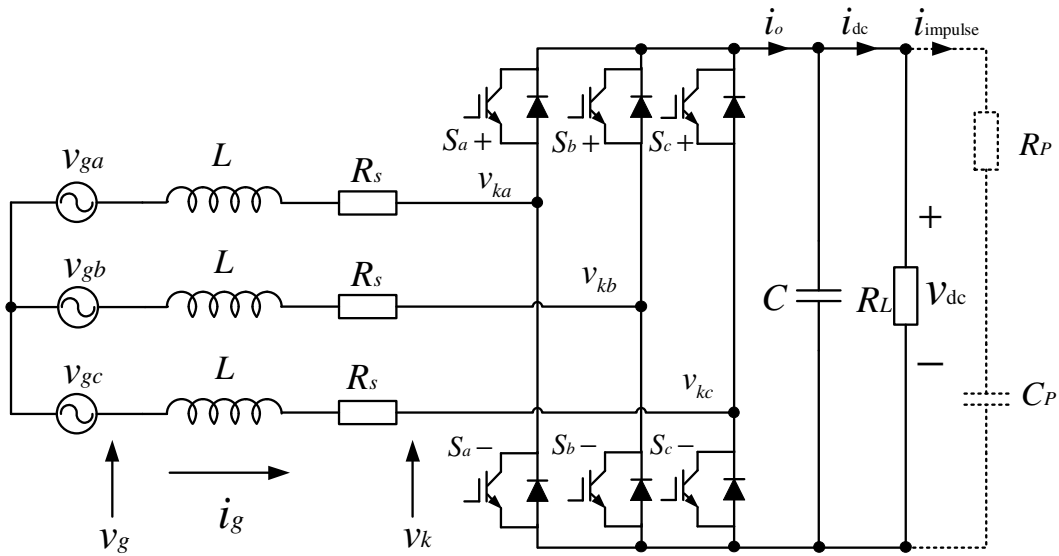 i_o
i_dc
i_impulse
S_a+
S_b+
S_c+
R_P
v_ga
L
R_s
v_ka
v_gb
L
R_s
v_kb
C
R_L
+
v_dc
−
v_gc
L
R_s
v_kc
C_P
S_a−
S_b−
S_c−
i_g
v_g
v_k